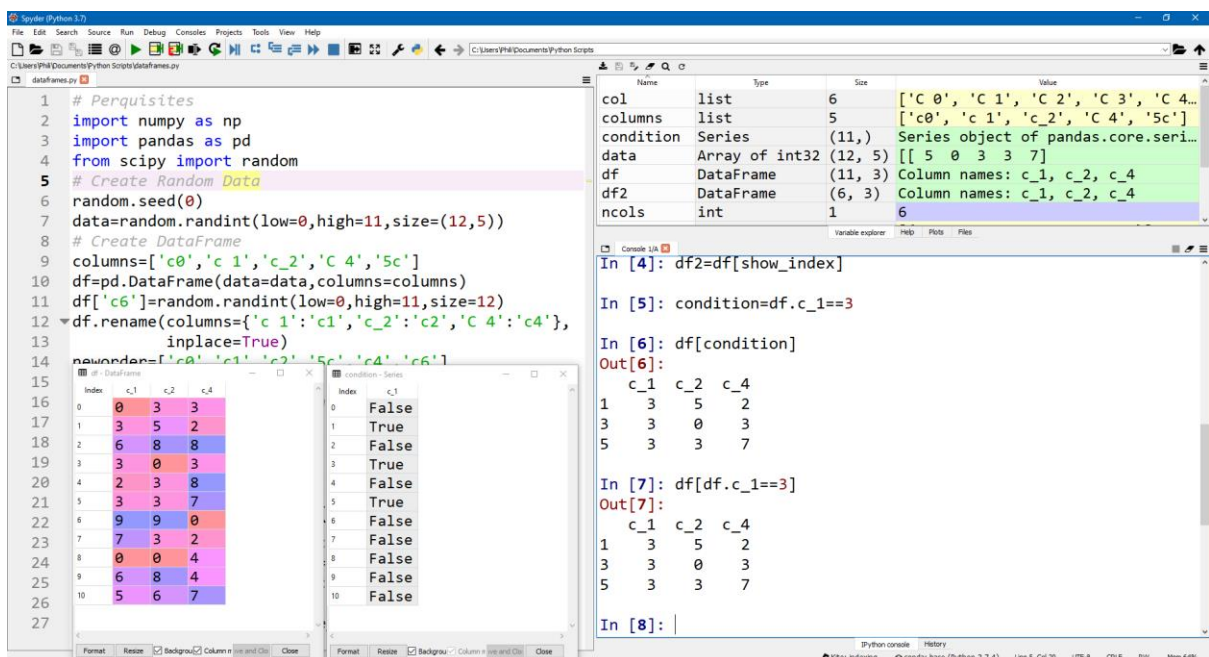 Spyder (Python 3.7)
File Edit Search Source Run Debug Consoles Projects Tools View Help
C:\Users\Phil\Documents\Python Scripts
C:\Users\Phil\Documents\Python Scripts\dataframes.py
dataframes.py
1 # Perquisites
2 import numpy as np
3 import pandas as pd
4 from scipy import random
5 # Create Random Data
6 random.seed(0)
7 data=random.randint(low=0,high=11,size=(12,5))
8 # Create DataFrame
9 columns=['c0','c 1','c_2','C 4','5c']
10 df=pd.DataFrame(data=data,columns=columns)
11 df['c6']=random.randint(low=0,high=11,size=12)
12 df.rename(columns={'c 1':'c1','c_2':'c2','C 4':'c4'},
13 inplace=True)
14 neworder=['c0','c1','c2','5c','c4','c6']
15
16
17
18
19
20
21
22
23
24
25
26
27
df - DataFrame
Index c_1 c_2 c_4
0 0 3 3
1 3 5 2
2 6 8 8
3 3 0 3
4 2 3 8
5 3 3 7
6 9 9 0
7 7 3 2
8 0 0 4
9 6 8 4
10 5 6 7
Format Resize Backgrou Column n Close
condition - Series
Index c_1
0 False
1 True
2 False
3 True
4 False
5 True
6 False
7 False
8 False
9 False
10 False
Format Resize Backgrou Column n Close
Name Type Size Value
col list 6 ['C 0', 'C 1', 'C 2', 'C 3', 'C 4…
columns list 5 ['c0', 'c 1', 'c_2', 'C 4', '5c']
condition Series (11,) Series object of pandas.core.seri…
data Array of int32 (12, 5) [[ 5 0 3 3 7]
df DataFrame (11, 3) Column names: c_1, c_2, c_4
df2 DataFrame (6, 3) Column names: c_1, c_2, c_4
ncols int 1 6
Variable explorer Help Plots Files
Console 1/A
In [4]: df2=df[show_index]
In [5]: condition=df.c_1==3
In [6]: df[condition]
Out[6]:
c_1 c_2 c_4
1 3 5 2
3 3 0 3
5 3 3 7
In [7]: df[df.c_1==3]
Out[7]:
c_1 c_2 c_4
1 3 5 2
3 3 0 3
5 3 3 7
In [8]:
IPython console History